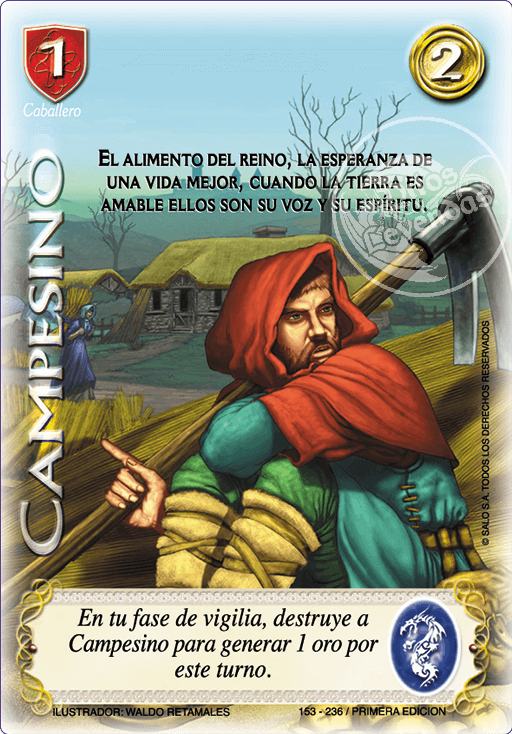 1
2
Caballero
CAMPESINO
EL ALIMENTO DEL REINO, LA ESPERANZA DE
UNA VIDA MEJOR, CUANDO LA TIERRA ES
AMABLE ELLOS SON SU VOZ Y SU ESPÍRITU.
© SALO S.A. TODOS LOS DERECHOS RESERVADOS
En tu fase de vigilia, destruye a
Campesino para generar 1 oro por
este turno.
ILUSTRADOR: WALDO RETAMALES
153 - 236 / PRIMERA EDICION